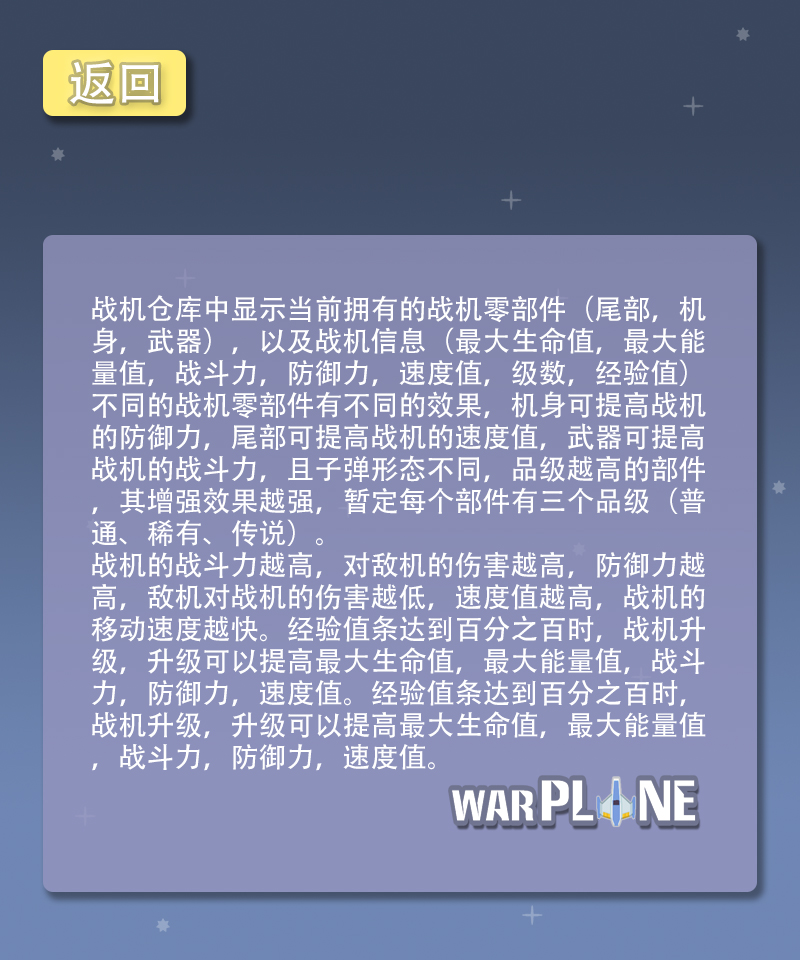 返回
战机仓库中显示当前拥有的战机零部件（尾部，机
身，武器），以及战机信息（最大生命值，最大能
量值，战斗力，防御力，速度值，级数，经验值）
不同的战机零部件有不同的效果，机身可提高战机
的防御力，尾部可提高战机的速度值，武器可提高
战机的战斗力，且子弹形态不同，品级越高的部件
，其增强效果越强，暂定每个部件有三个品级（普
通、稀有、传说）。
战机的战斗力越高，对敌机的伤害越高，防御力越
高，敌机对战机的伤害越低，速度值越高，战机的
移动速度越快。经验值条达到百分之百时，战机升
级，升级可以提高最大生命值，最大能量值，战斗
力，防御力，速度值。经验值条达到百分之百时，
战机升级，升级可以提高最大生命值，最大能量值
，战斗力，防御力，速度值。
WARPLANE